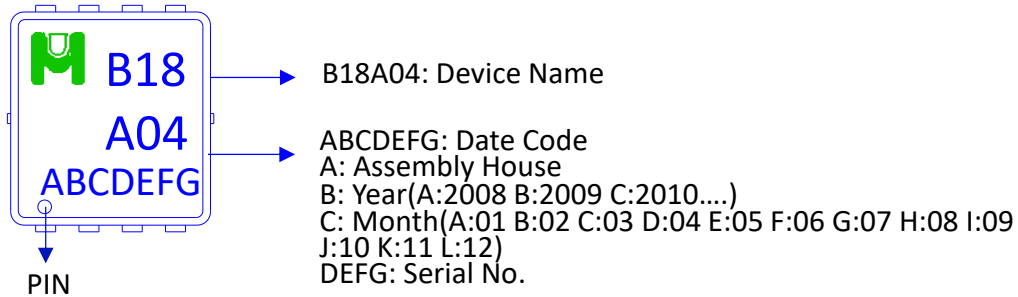 B18
B18A04: Device Name
A04
ABCDEFG
ABCDEFG: Date Code
A: Assembly House
B: Year(A:2008 B:2009 C:2010....)
C: Month(A:01 B:02 C:03 D:04 E:05 F:06 G:07 H:08 I:09
J:10 K:11 L:12)
DEFG: Serial No.
PIN